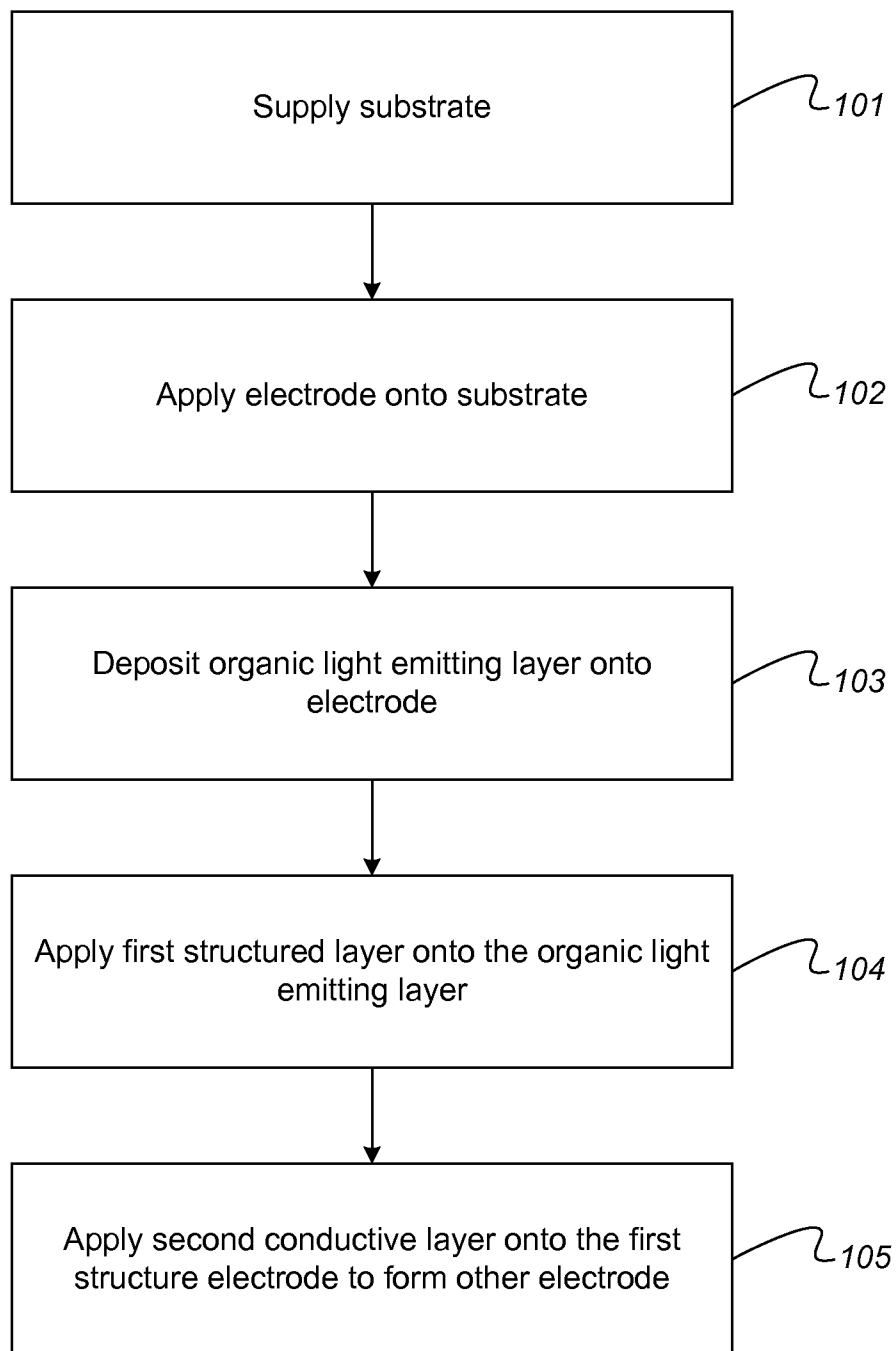 Supply substrate
101
Apply electrode onto substrate
102
Deposit organic light emitting layer onto
electrode
103
Apply first structured layer onto the organic light
emitting layer
104
Apply second conductive layer onto the first
structure electrode to form other electrode
105